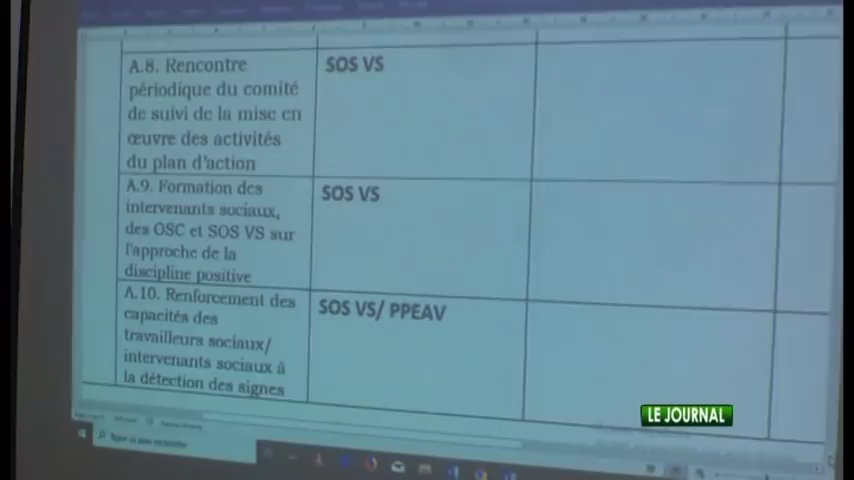 A.8. Rencontre
périodique du comité
de suivi de la mise en
œuvre des activités
du plan d'action
SOS VS
A.9. Formation des
intervenants sociaux,
des OSC et SOS VS sur
l'approche de la
discipline positive
SOS VS
A.10. Renforcement des
capacités des
travailleurs sociaux/
intervenants sociaux à
la détection des signes
SOS VS/ PPEAV
LE JOURNAL